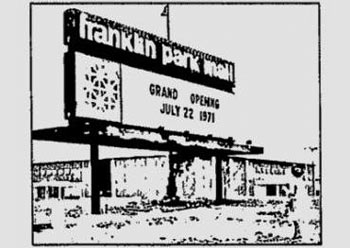 franklin park mall
GRAND OPENING
JULY 22 1971